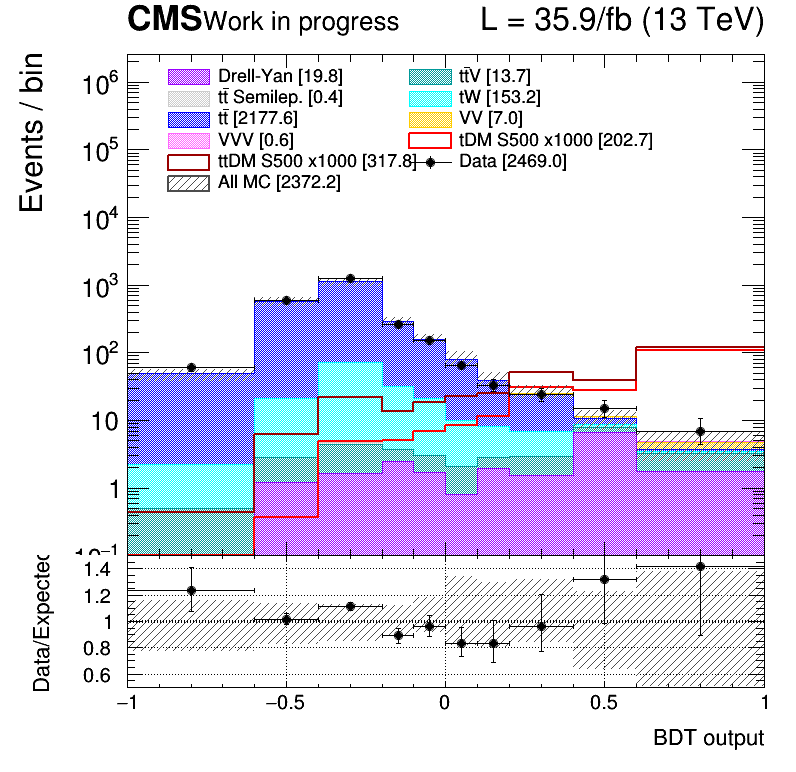 CMS Work in progress L = 35.9/fb (13 TeV)
Events / bin
Drell-Yan [19.8]
tt̄V [13.7]
tt̄ Semilep. [0.4]
tW [153.2]
tt̄ [2177.6]
VV [7.0]
VVV [0.6]
tDM S500 x1000 [202.7]
ttDM S500 x1000 [317.8]
Data [2469.0]
All MC [2372.2]
10⁶
10⁵
10⁴
10³
10²
10
1
10⁻¹
Data/Expected
1.4
1.2
1
0.8
0.6
−1 −0.5 0 0.5 1
BDT output